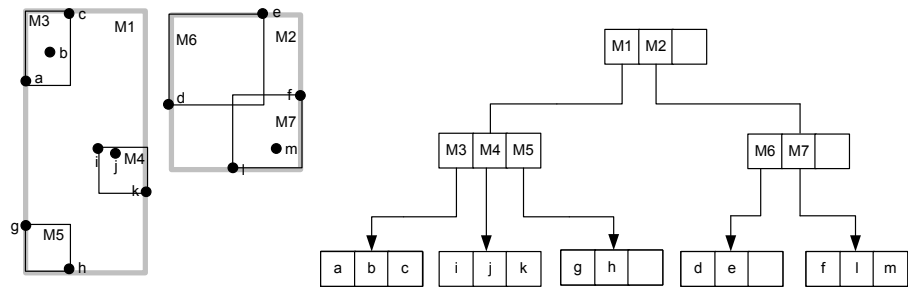 M3 c M1
b
a
i j M4
k
g M5
h
e
M6 M2
d f
M7
m
l
M1 M2
M3 M4 M5
M6 M7
a b c
i j k
g h
d e
f l m